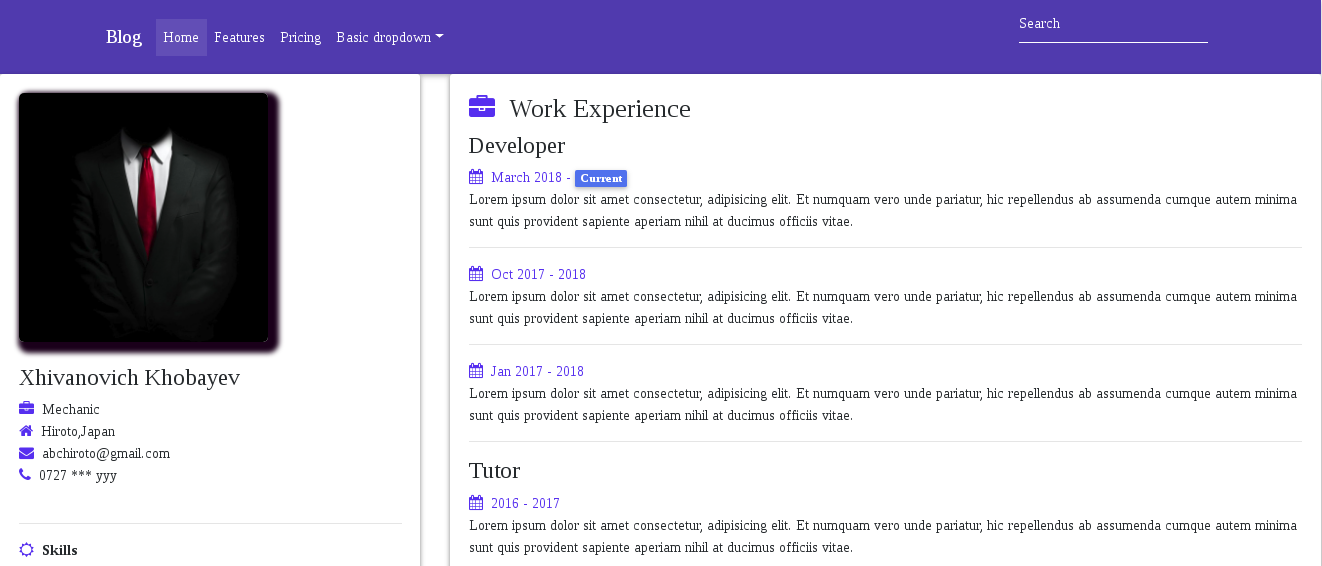 Blog Home Features Pricing Basic dropdown Search
Xhivanovich Khobayev
Mechanic
Hiroto,Japan
abchiroto@gmail.com
0727 *** yyy
Skills
Work Experience
Developer
March 2018 - Current
Lorem ipsum dolor sit amet consectetur, adipisicing elit. Et numquam vero unde pariatur, hic repellendus ab assumenda cumque autem minima
sunt quis provident sapiente aperiam nihil at ducimus officiis vitae.
Oct 2017 - 2018
Lorem ipsum dolor sit amet consectetur, adipisicing elit. Et numquam vero unde pariatur, hic repellendus ab assumenda cumque autem minima
sunt quis provident sapiente aperiam nihil at ducimus officiis vitae.
Jan 2017 - 2018
Lorem ipsum dolor sit amet consectetur, adipisicing elit. Et numquam vero unde pariatur, hic repellendus ab assumenda cumque autem minima
sunt quis provident sapiente aperiam nihil at ducimus officiis vitae.
Tutor
2016 - 2017
Lorem ipsum dolor sit amet consectetur, adipisicing elit. Et numquam vero unde pariatur, hic repellendus ab assumenda cumque autem minima
sunt quis provident sapiente aperiam nihil at ducimus officiis vitae.